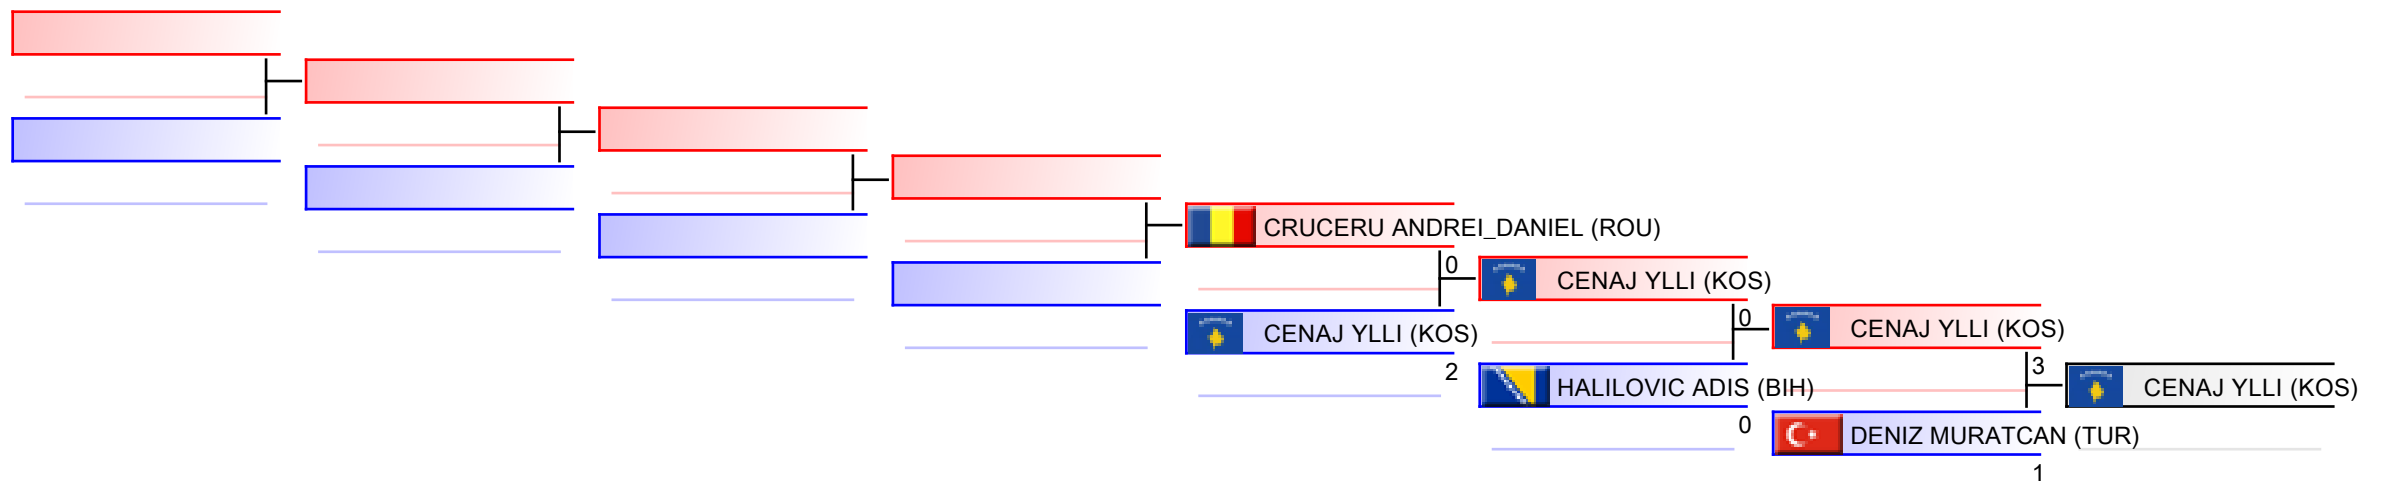 CRUCERU ANDREI_DANIEL (ROU)
0
CENAJ YLLI (KOS)
2
CENAJ YLLI (KOS)
0
HALILOVIC ADIS (BIH)
0
CENAJ YLLI (KOS)
3
DENIZ MURATCAN (TUR)
1
CENAJ YLLI (KOS)